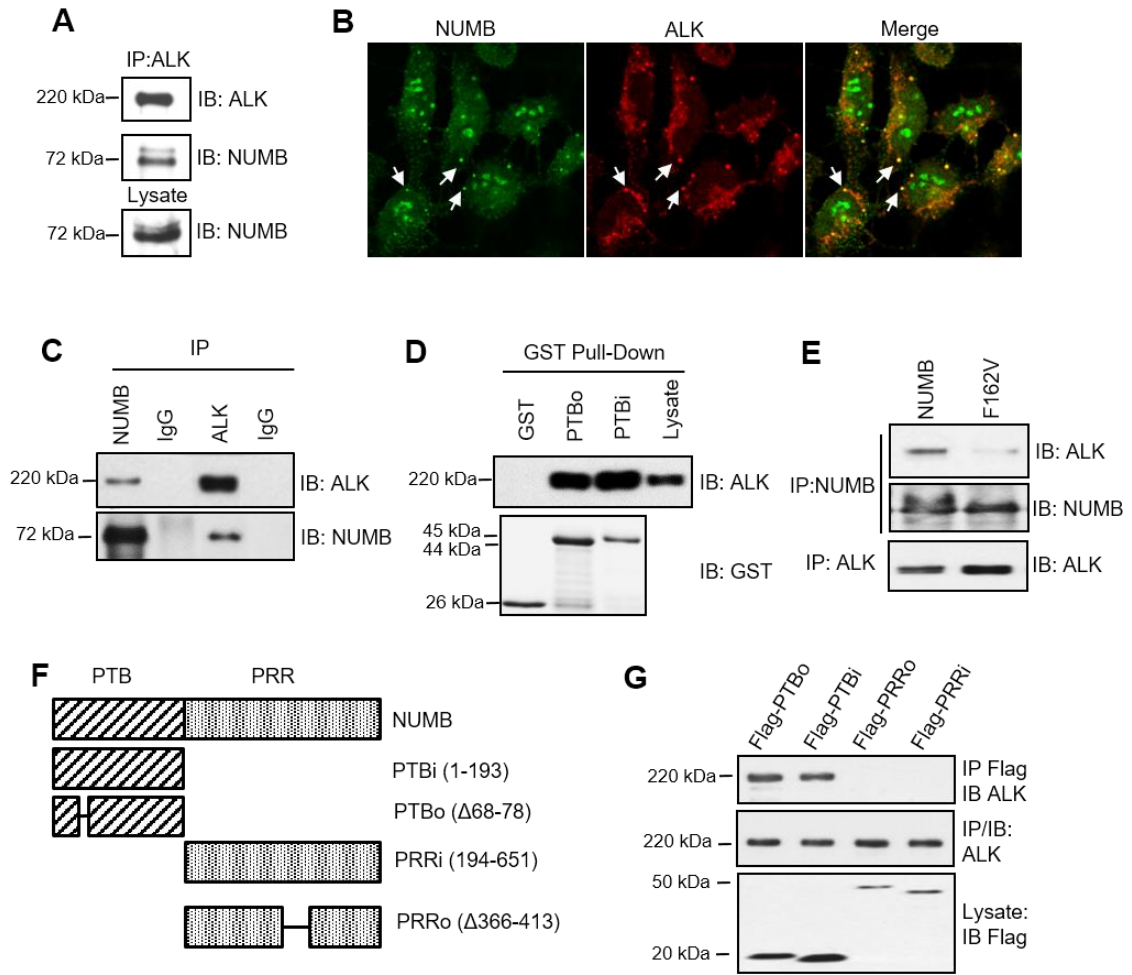 A
IP:ALK
220 kDa
IB: ALK
72 kDa
IB: NUMB
Lysate
72 kDa
IB: NUMB
B
NUMB
ALK
Merge
C
IP
NUMB
IgG
ALK
IgG
220 kDa
IB: ALK
72 kDa
IB: NUMB
D
GST Pull-Down
GST
PTBo
PTBi
Lysate
220 kDa
IB: ALK
45 kDa
44 kDa
IB: GST
26 kDa
E
NUMB
F162V
IP:NUMB
IB: ALK
IB: NUMB
IP: ALK
IB: ALK
F
PTB
PRR
NUMB
PTBi (1-193)
PTBo (Δ68-78)
PRRi (194-651)
PRRo (Δ366-413)
G
Flag-PTBo
Flag-PTBi
Flag-PRRo
Flag-PRRi
220 kDa
IP Flag
IB ALK
220 kDa
IP/IB:
ALK
50 kDa
Lysate:
IB Flag
20 kDa